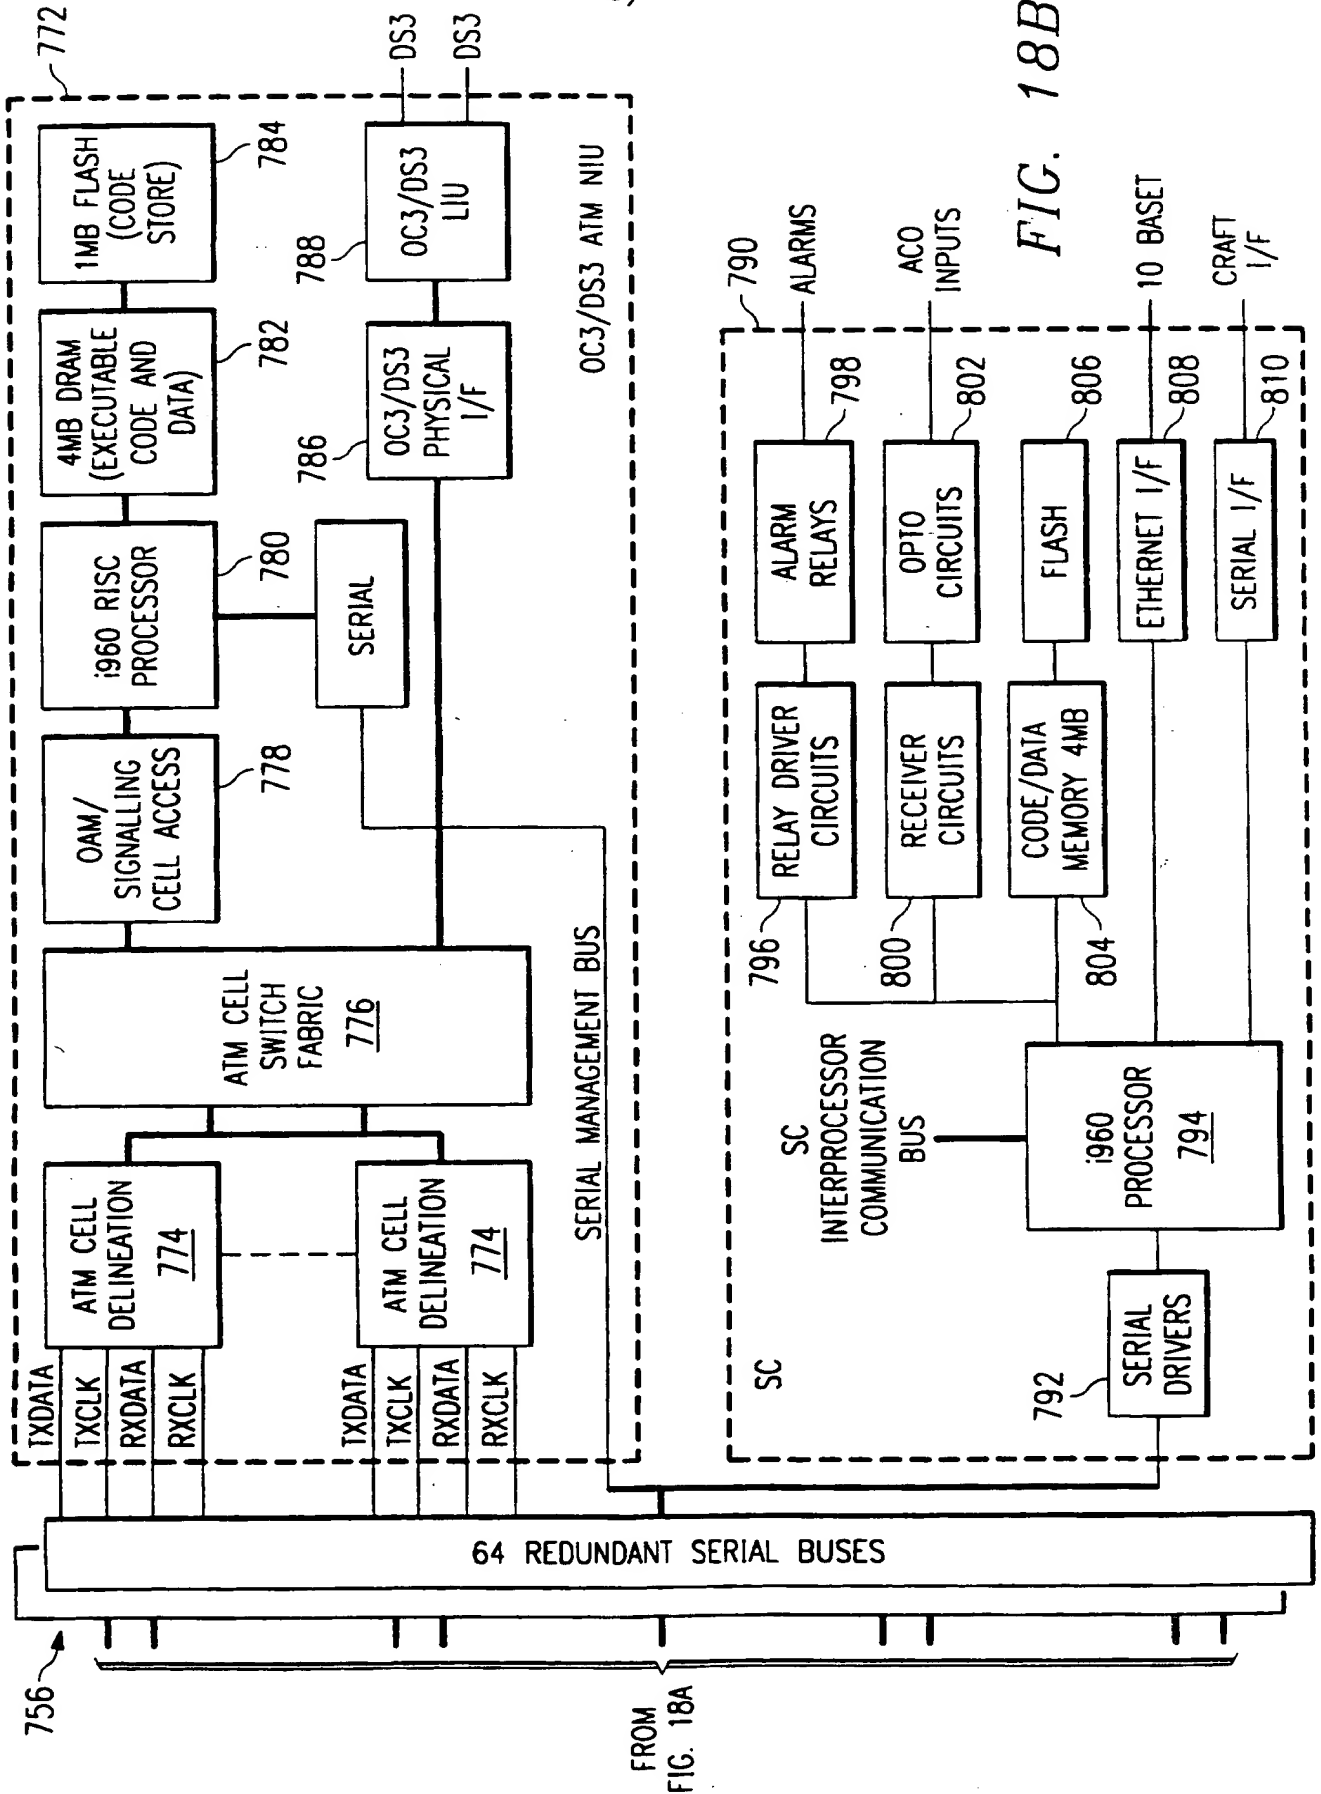 772
TXDATA
TXCLK
RXDATA
RXCLK
ATM CELL
DELINEATION
774
ATM CELL
SWITCH
FABRIC
776
OAM/
SIGNALLING
CELL ACCESS
778
i960 RISC
PROCESSOR
780
4MB DRAM
(EXECUTABLE
CODE AND
DATA)
782
1MB FLASH
(CODE
STORE)
784
TXDATA
TXCLK
RXDATA
RXCLK
ATM CELL
DELINEATION
774
SERIAL
786
OC3/DS3
PHYSICAL
I/F
788
OC3/DS3
LIU
DS3
DS3
SERIAL MANAGEMENT BUS
OC3/DS3 ATM NIU
756
64 REDUNDANT SERIAL BUSES
FROM
FIG. 18A
790
SC
SC
INTERPROCESSOR
COMMUNICATION
BUS
792
SERIAL
DRIVERS
i960
PROCESSOR
794
796
RELAY DRIVER
CIRCUITS
ALARM
RELAYS
798
ALARMS
800
RECEIVER
CIRCUITS
OPTO
CIRCUITS
802
ACO
INPUTS
804
CODE/DATA
MEMORY 4MB
FLASH
806
ETHERNET I/F
808
10 BASET
SERIAL I/F
810
CRAFT
I/F
FIG. 18B